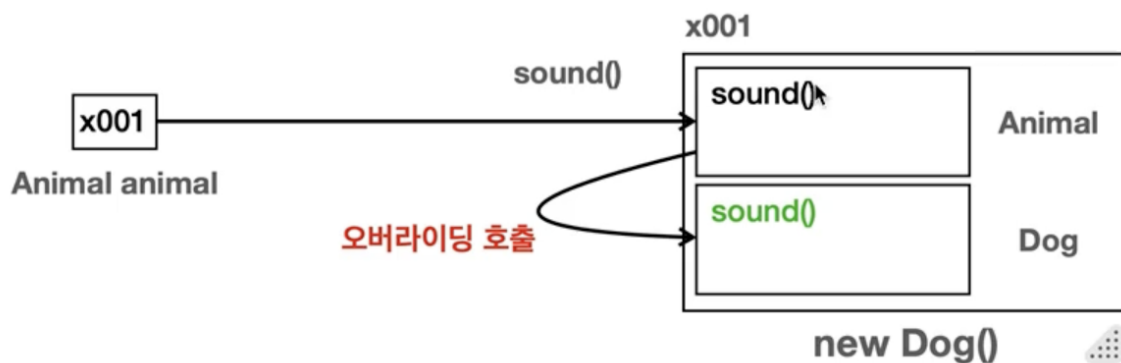 x001
sound()
sound()
x001
Animal
Animal animal
sound()
오버라이딩 호출
Dog
new Dog()